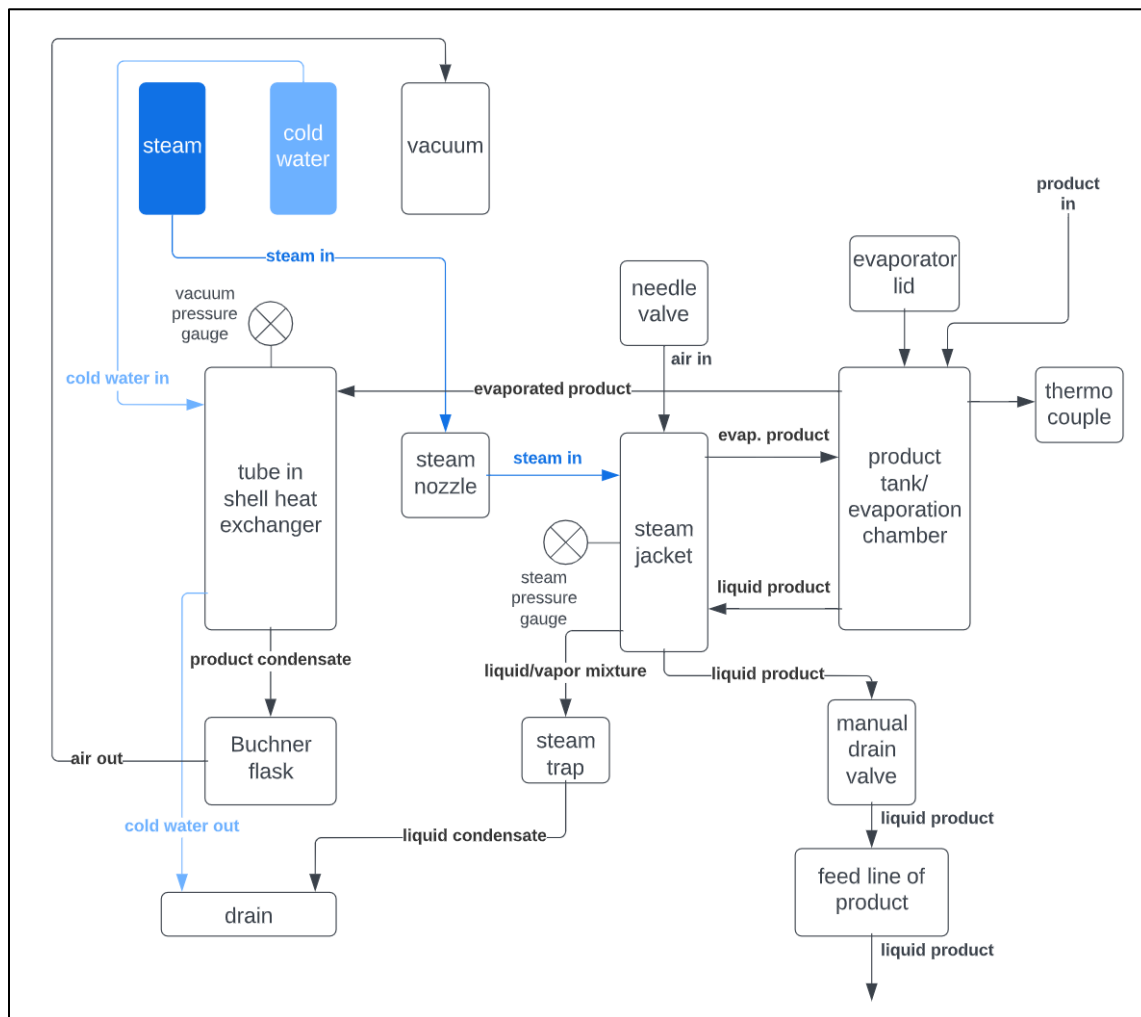 steam
cold
water
vacuum
product
in
steam in
evaporator
lid
needle
valve
vacuum
pressure
gauge
air in
cold water in
evaporated product
thermo
couple
evap. product
steam
nozzle
steam in
tube in
shell heat
exchanger
product
tank/
evaporation
chamber
steam
jacket
steam
pressure
gauge
liquid product
product condensate
liquid/vapor mixture
liquid product
Buchner
flask
steam
trap
manual
drain
valve
air out
cold water out
liquid condensate
liquid product
feed line of
product
drain
liquid product